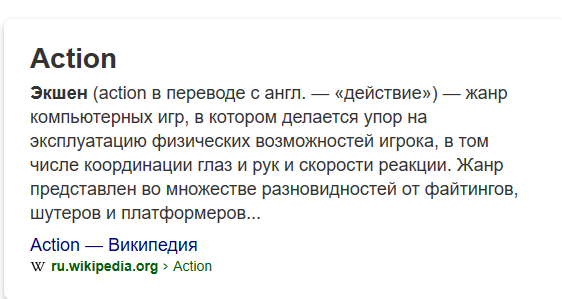 Action
Экшен (action в переводе с англ. — «действие») — жанр
компьютерных игр, в котором делается упор на
эксплуатацию физических возможностей игрока, в том
числе координации глаз и рук и скорости реакции. Жанр
представлен во множестве разновидностей от файтингов,
шутеров и платформеров...
Action — Википедия
W ru.wikipedia.org › Action